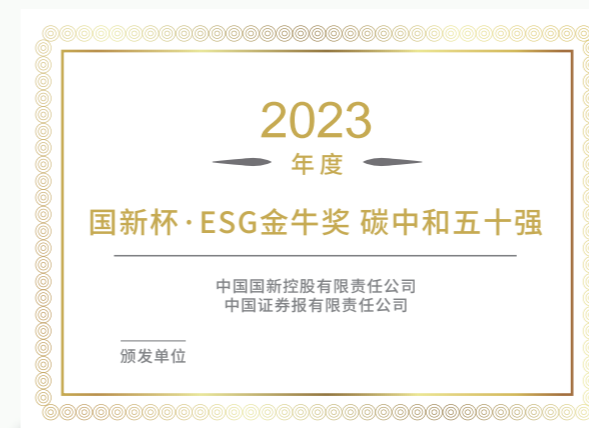 2023
年度
国新杯·ESG金牛奖 碳中和五十强
中国国新控股有限责任公司
中国证券报有限责任公司
颁发单位